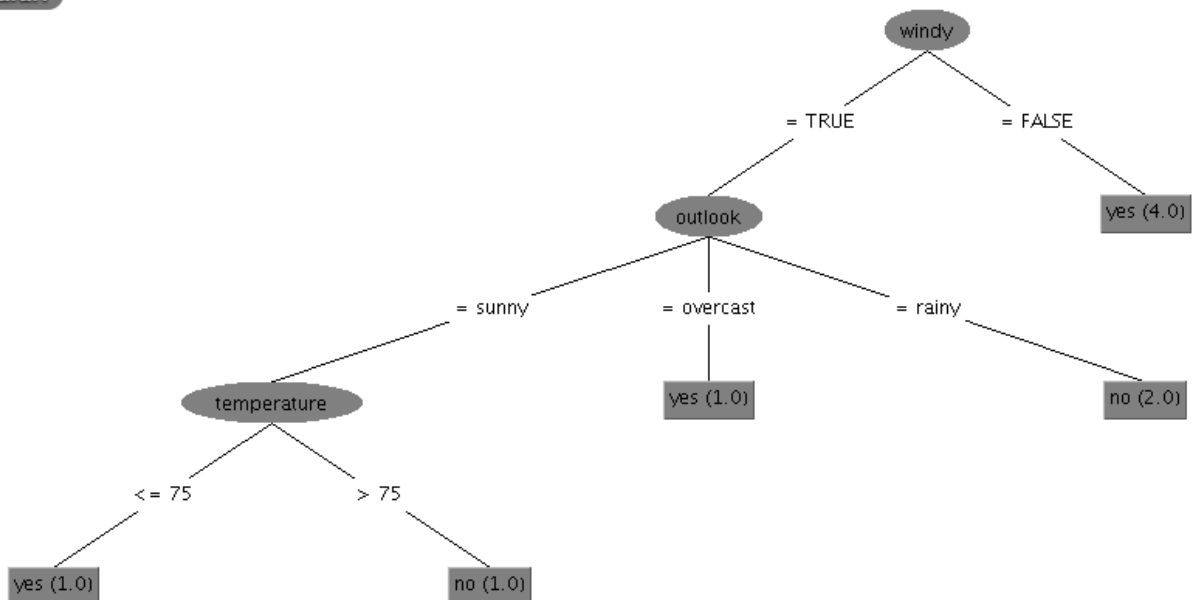 windy
= TRUE
= FALSE
outlook
yes (4.0)
= sunny
= overcast
= rainy
temperature
yes (1.0)
no (2.0)
<= 75
> 75
yes (1.0)
no (1.0)